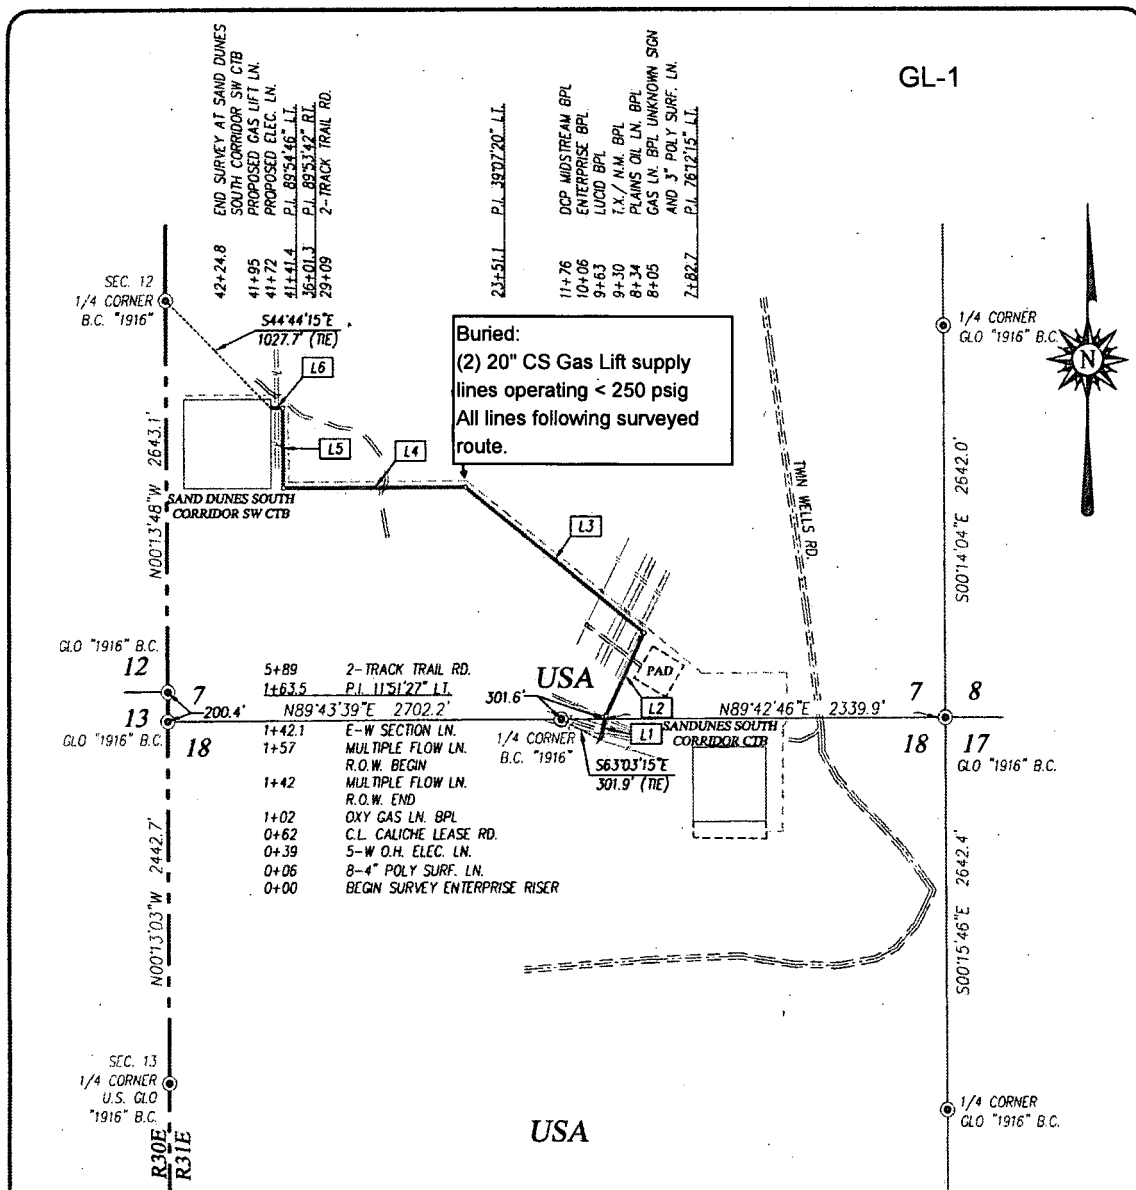 GL-1
42+24.8 END SURVEY AT SAND DUNES
SOUTH CORRIDOR SW CTB
41+95 PROPOSED GAS LIFT LN.
41+72 PROPOSED ELEC. LN.
41+41.4 P.I. 89°54'46" LT.
36+01.3 P.I. 89°53'42" RT.
29+09 2-TRACK TRAIL RD.
23+51.1 P.I. 39°07'20" LT.
11+76 DCP MIDSTREAM BPL
10+06 ENTERPRISE BPL
9+63 LUCID BPL
9+30 T.X./ N.M. BPL
8+34 PLAINS OIL LN. BPL
8+05 GAS LN. BPL UNKNOWN SIGN
AND 3" POLY SURF. LN.
7+82.7 P.I. 76°12'15" LT.
SEC. 12
1/4 CORNER
B.C. "1916"
S44°44'15"E
1027.7' (TIE)
L6
Buried:
(2) 20" CS Gas Lift supply
lines operating < 250 psig
All lines following surveyed
route.
1/4 CORNER
GLO "1916" B.C.
N
L5
L4
SAND DUNES SOUTH
CORRIDOR SW CTB
N00°13'48"W 2643.1'
L3
TWIN WELLS RD.
S00°14'04"E 2642.0'
GLO "1916" B.C.
12
7
13
18
200.4'
GLO "1916" B.C.
5+89 2-TRACK TRAIL RD.
1+63.5 P.I. 11°51'27" LT.
N89°43'39"E 2702.2'
1+42.1 E-W SECTION LN.
1+57 MULTIPLE FLOW LN.
R.O.W. BEGIN
1+42 MULTIPLE FLOW LN.
R.O.W. END
1+02 OXY GAS LN. BPL
0+62 C.L. CALICHE LEASE RD.
0+39 5-W O.H. ELEC. LN.
0+06 8-4" POLY SURF. LN.
0+00 BEGIN SURVEY ENTERPRISE RISER
USA
PAD
301.6'
L2
N89°42'46"E 2339.9'
7
8
18
17
GLO "1916" B.C.
1/4 CORNER
B.C. "1916"
L1
SANDUNES SOUTH
CORRIDOR CTB
S63°03'15"E
301.9' (TIE)
N00°13'03"W 2442.7'
S00°15'46"E 2642.4'
SEC. 13
1/4 CORNER
U.S. GLO
"1916" B.C.
1/4 CORNER
GLO "1916" B.C.
USA
R30E
R31E